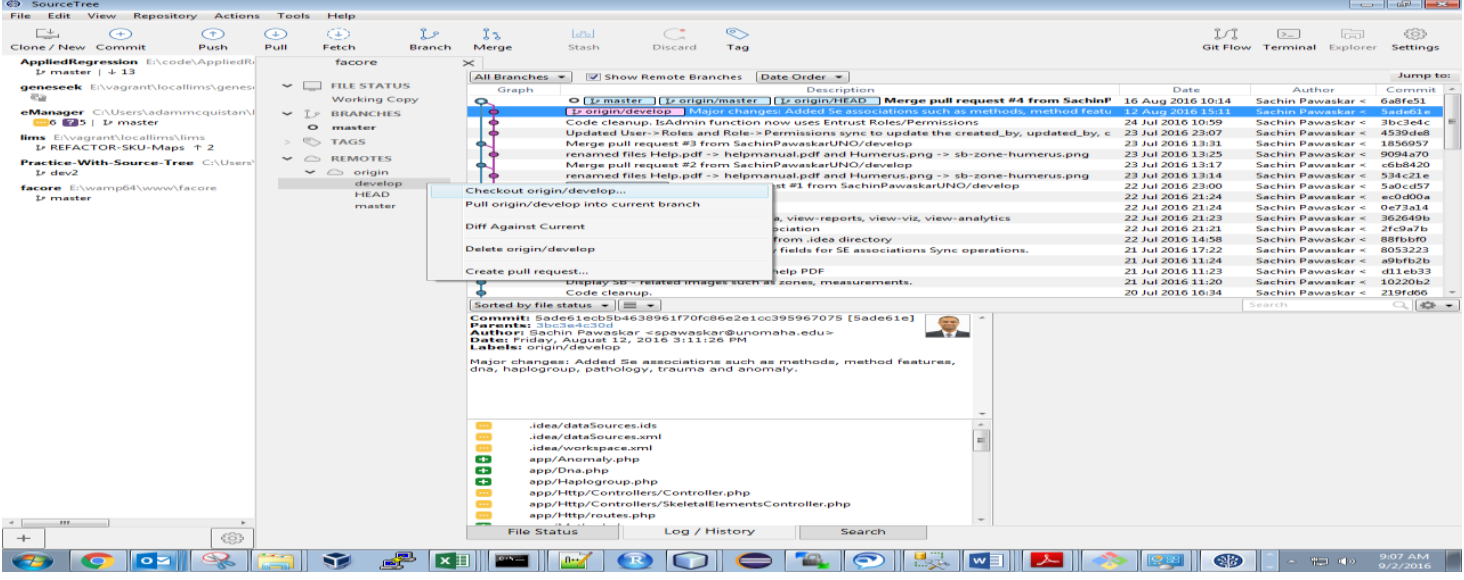 SourceTree
File Edit View Repository Actions Tools Help
Clone / New Commit Push Pull Fetch Branch Merge Stash Discard Tag Git Flow Terminal Explorer Settings
AppliedRegression E:\code\AppliedR
master | ↓ 13
geneseek E:\vagrant\locallims\genes
eManager C:\Users\adammcquistan\
6 ?5 | master
lims E:\vagrant\locallims\lims
REFACTOR-SKU-Maps ↑ 2
Practice-With-Source-Tree C:\Users'
dev2
facore E:\wamp64\www\facore
master
facore
FILE STATUS
Working Copy
BRANCHES
master
TAGS
REMOTES
origin
develop
HEAD
master
Checkout origin/develop...
Pull origin/develop into current branch
Diff Against Current
Delete origin/develop
Create pull request...
All Branches Show Remote Branches Date Order Jump to:
Graph Description Date Author Commit
master origin/master origin/HEAD Merge pull request #4 from SachinP 16 Aug 2016 10:14 Sachin Pawaskar < 6a8fe51
origin/develop Major changes: Added Se associations such as methods, method featu 12 Aug 2016 15:11 Sachin Pawaskar < 5ade61e
Code cleanup. IsAdmin function now uses Entrust Roles/Permissions 24 Jul 2016 10:59 Sachin Pawaskar < 3bc3e4c
Updated User->Roles and Role->Permissions sync to update the created_by, updated_by, c 23 Jul 2016 23:07 Sachin Pawaskar < 4539de8
Merge pull request #3 from SachinPawaskarUNO/develop 23 Jul 2016 13:31 Sachin Pawaskar < 1856957
renamed files Help.pdf -> helpmanual.pdf and Humerus.png -> sb-zone-humerus.png 23 Jul 2016 13:25 Sachin Pawaskar < 9094a70
Merge pull request #2 from SachinPawaskarUNO/develop 23 Jul 2016 13:17 Sachin Pawaskar < c6b8420
renamed files Help.pdf -> helpmanual.pdf and Humerus.png -> sb-zone-humerus.png 23 Jul 2016 13:14 Sachin Pawaskar < 534c21e
st #1 from SachinPawaskarUNO/develop 22 Jul 2016 23:00 Sachin Pawaskar < 5a0cd57
22 Jul 2016 21:24 Sachin Pawaskar < ec0d00a
22 Jul 2016 21:24 Sachin Pawaskar < 0e73a14
a, view-reports, view-viz, view-analytics 22 Jul 2016 21:23 Sachin Pawaskar < 362649b
ociation 22 Jul 2016 21:21 Sachin Pawaskar < 2fc9a7b
from .idea directory 22 Jul 2016 14:58 Sachin Pawaskar < 88fbbf0
fields for SE associations Sync operations. 21 Jul 2016 17:22 Sachin Pawaskar < 8053223
21 Jul 2016 11:24 Sachin Pawaskar < a9bfb2b
help PDF 21 Jul 2016 11:23 Sachin Pawaskar < d11eb33
Display Sb - related images such as zones, measurements. 21 Jul 2016 11:20 Sachin Pawaskar < 10220b2
Code cleanup. 20 Jul 2016 16:34 Sachin Pawaskar < 219fd66
Sorted by file status Search
Commit: 5ade61ecb5b4638961f70fc86e2e1cc395967075 [5ade61e]
Parents: 3bc3e4c30d
Author: Sachin Pawaskar <spawaskar@unomaha.edu>
Date: Friday, August 12, 2016 3:11:26 PM
Labels: origin/develop
Major changes: Added Se associations such as methods, method features,
dna, haplogroup, pathology, trauma and anomaly.
.idea/dataSources.ids
.idea/dataSources.xml
.idea/workspace.xml
app/Anomaly.php
app/Dna.php
app/Haplogroup.php
app/Http/Controllers/Controller.php
app/Http/Controllers/SkeletalElementsController.php
app/Http/routes.php
File Status Log / History Search
9:07 AM
9/2/2016